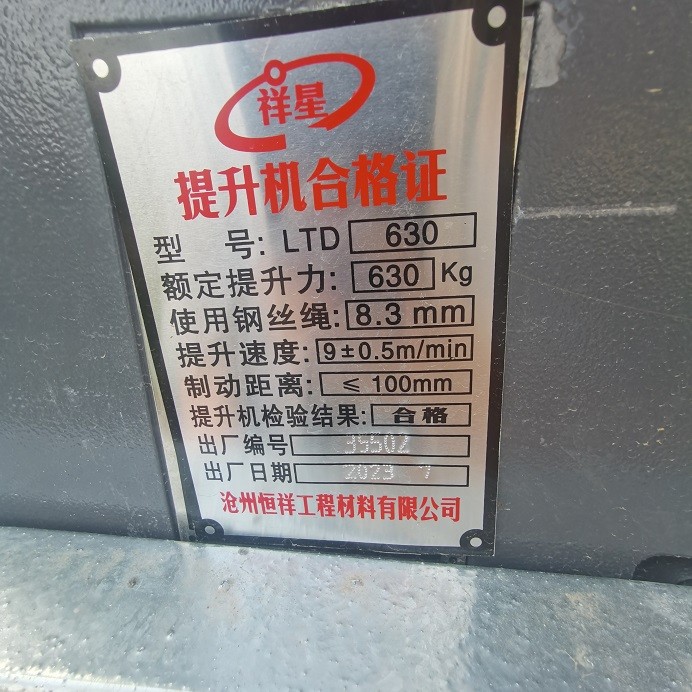 祥星
提升机合格证
型 号: LTD 630
额定提升力: 630 Kg
使用钢丝绳: 8.3 mm
提升速度: 9±0.5m/min
制动距离: ≤ 100mm
提升机检验结果: 合格
出厂编号 35502
出厂日期 2023 7
沧州恒祥工程材料有限公司